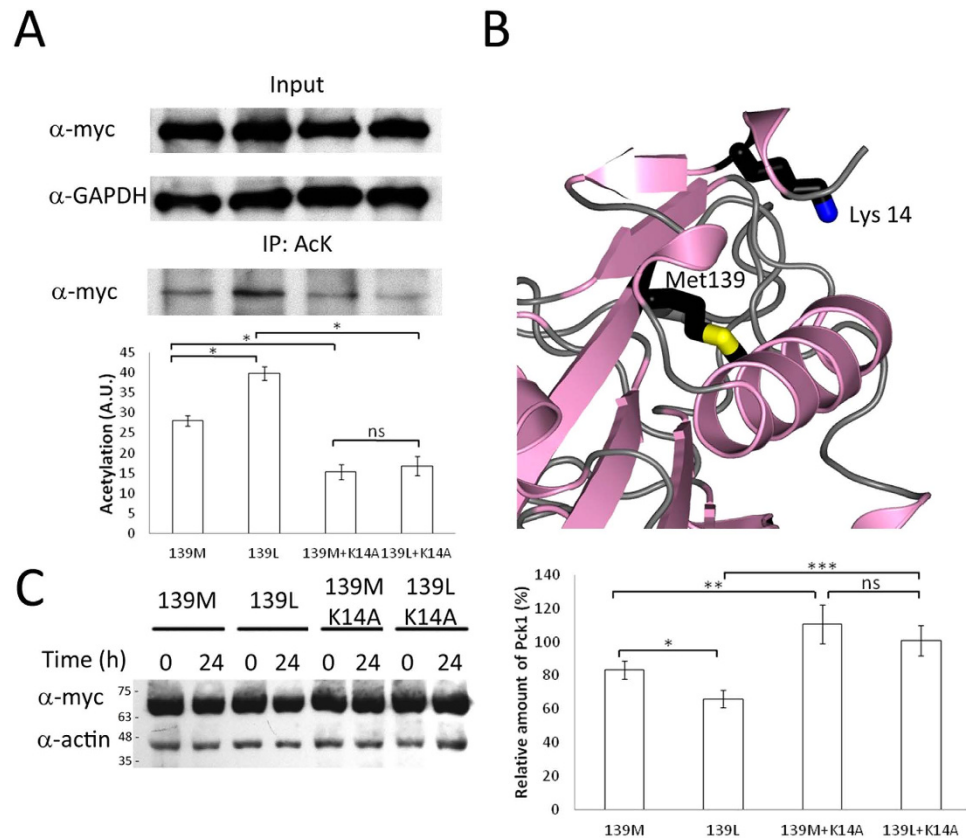 A
Input
α-myc
α-GAPDH
IP: AcK
α-myc
*
*
*
ns
Acetylation (A.U.)
45
40
35
30
25
20
15
10
5
0
139M 139L 139M+K14A 139L+K14A
B
Lys 14
Met139
C
139M 139L 139M K14A 139L K14A
Time (h) 0 24 0 24 0 24 0 24
α-myc
α-actin
75 -
63 -
48 -
35 -
***
**
ns
*
Relative amount of Pck1 (%)
140
120
100
80
60
40
20
0
139M 139L 139M+K14A 139L+K14A